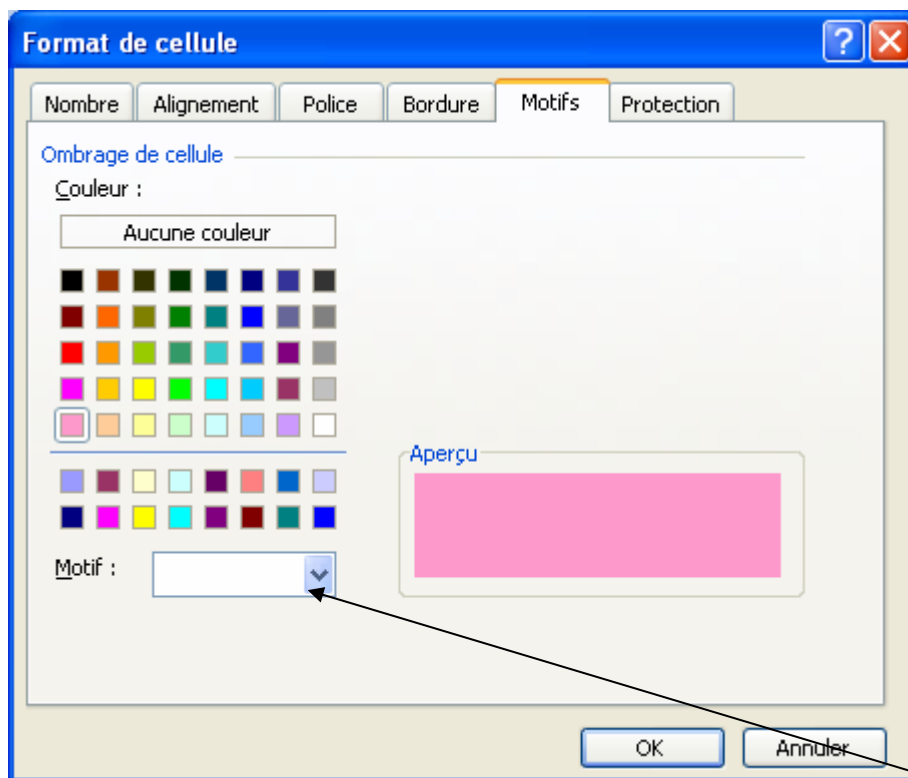 Format de cellule
Nombre Alignement Police Bordure Motifs Protection
Ombrage de cellule
Couleur :
Aucune couleur
Aperçu
Motif :
OK Annuler